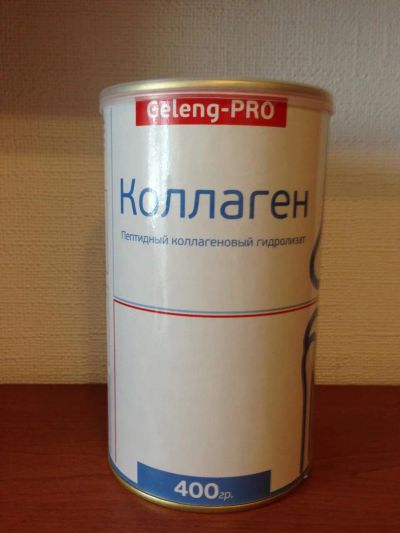 Geleng-PRO
Коллаген
Пептидный коллагеновый гидролизат
400гр.